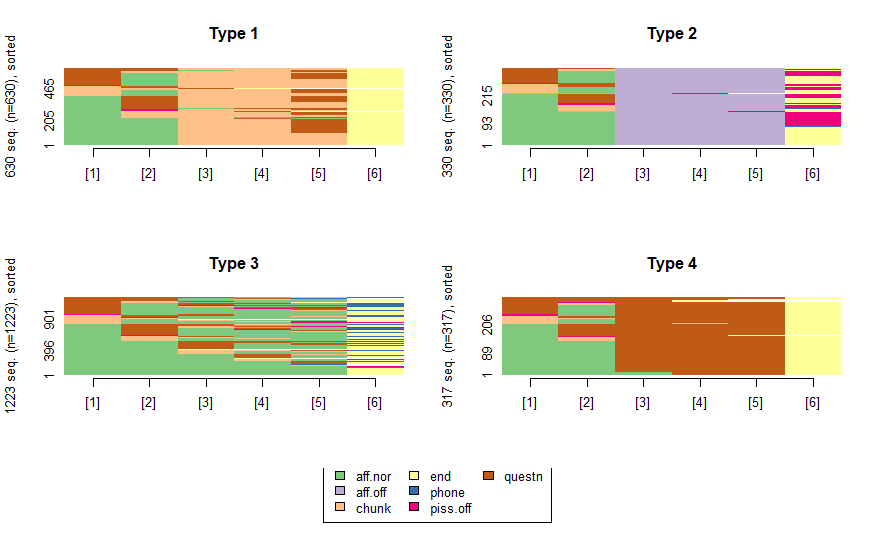 Type 1
630 seq. (n=630), sorted
1 205 465
[1] [2] [3] [4] [5] [6]
Type 2
330 seq. (n=330), sorted
1 93 215
[1] [2] [3] [4] [5] [6]
Type 3
1223 seq. (n=1223), sorted
1 396 901
[1] [2] [3] [4] [5] [6]
Type 4
317 seq. (n=317), sorted
1 89 206
[1] [2] [3] [4] [5] [6]
aff.nor end questn
aff.off phone
chunk piss.off